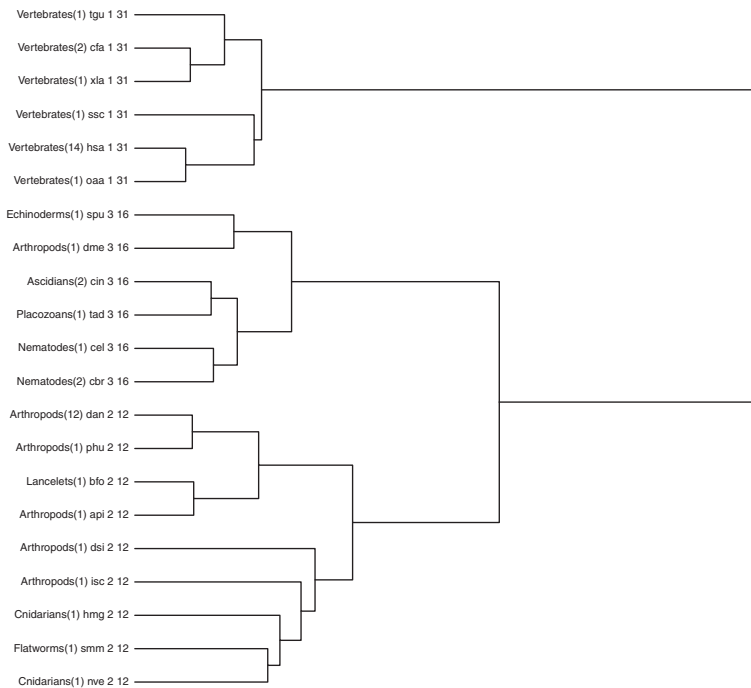 Vertebrates(1) tgu 1 31
Vertebrates(2) cfa 1 31
Vertebrates(1) xla 1 31
Vertebrates(1) ssc 1 31
Vertebrates(14) hsa 1 31
Vertebrates(1) oaa 1 31
Echinoderms(1) spu 3 16
Arthropods(1) dme 3 16
Ascidians(2) cin 3 16
Placozoans(1) tad 3 16
Nematodes(1) cel 3 16
Nematodes(2) cbr 3 16
Arthropods(12) dan 2 12
Arthropods(1) phu 2 12
Lancelets(1) bfo 2 12
Arthropods(1) api 2 12
Arthropods(1) dsi 2 12
Arthropods(1) isc 2 12
Cnidarians(1) hmg 2 12
Flatworms(1) smm 2 12
Cnidarians(1) nve 2 12